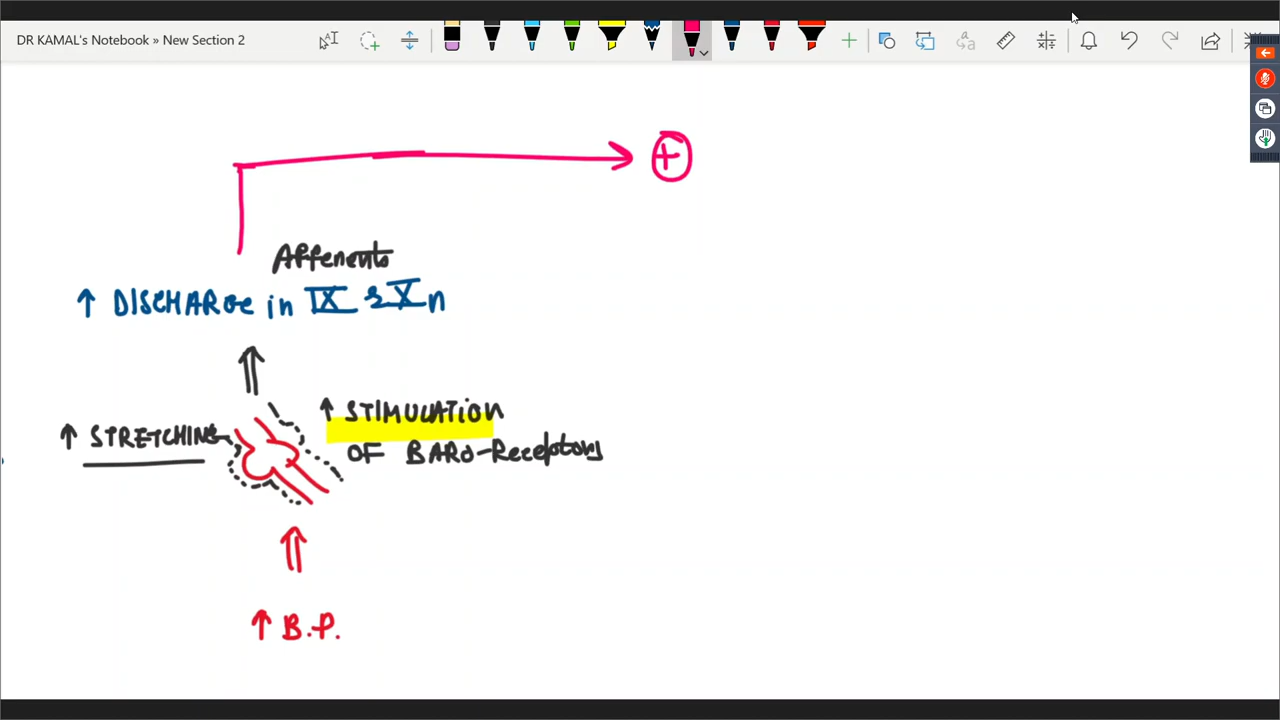 DR KAMAL's Notebook » New Section 2
+
Afferents
↑ DISCHARGE in IX & X n
↑ STIMULATION
↑ STRETCHING
OF BARO-Receptors
↑ B.P.